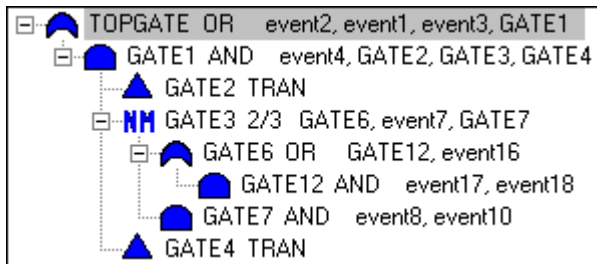 TOPGATE OR event2, event1, event3, GATE1
GATE1 AND event4, GATE2, GATE3, GATE4
GATE2 TRAN
NM GATE3 2/3 GATE6, event7, GATE7
GATE6 OR GATE12, event16
GATE12 AND event17, event18
GATE7 AND event8, event10
GATE4 TRAN